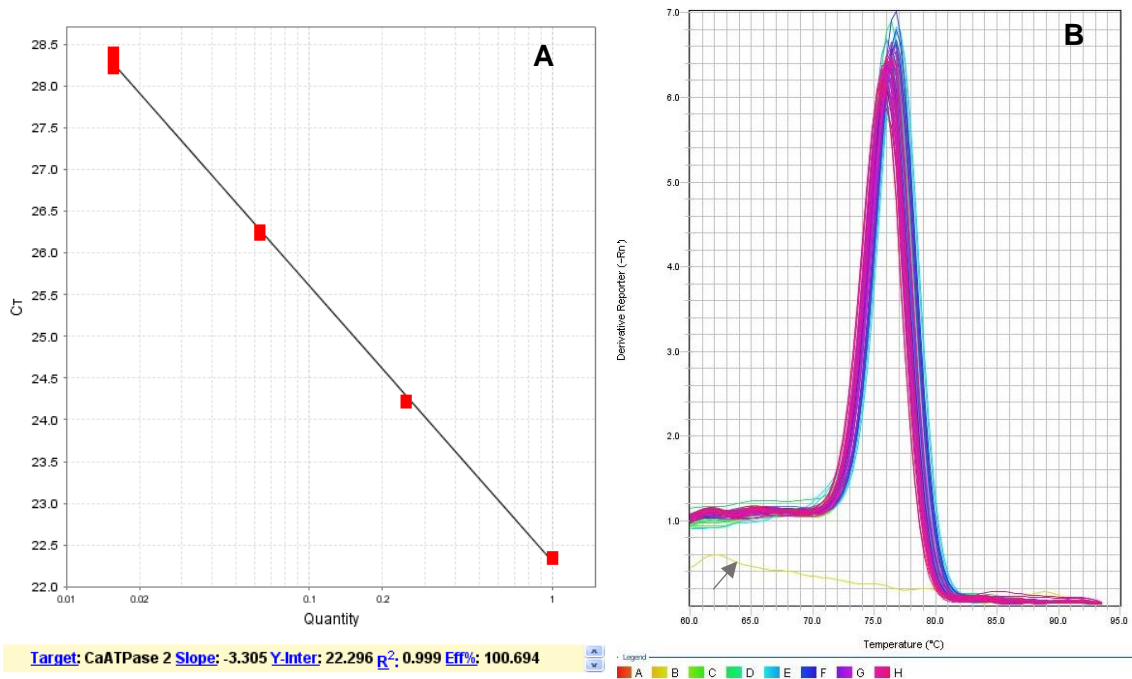 A
28.5
28.0
27.5
27.0
26.5
26.0
25.5
25.0
24.5
24.0
23.5
23.0
22.5
22.0
CT
0.01 0.02 0.1 0.2 1
Quantity
Target: CaATPase 2 Slope: -3.305 Y-Inter: 22.296 R²: 0.999 Eff%: 100.694
B
7.0
6.0
5.0
4.0
3.0
2.0
1.0
Derivative Reporter (-Rn')
60.0 65.0 70.0 75.0 80.0 85.0 90.0 95.0
Temperature (°C)
Legend
A B C D E F G H